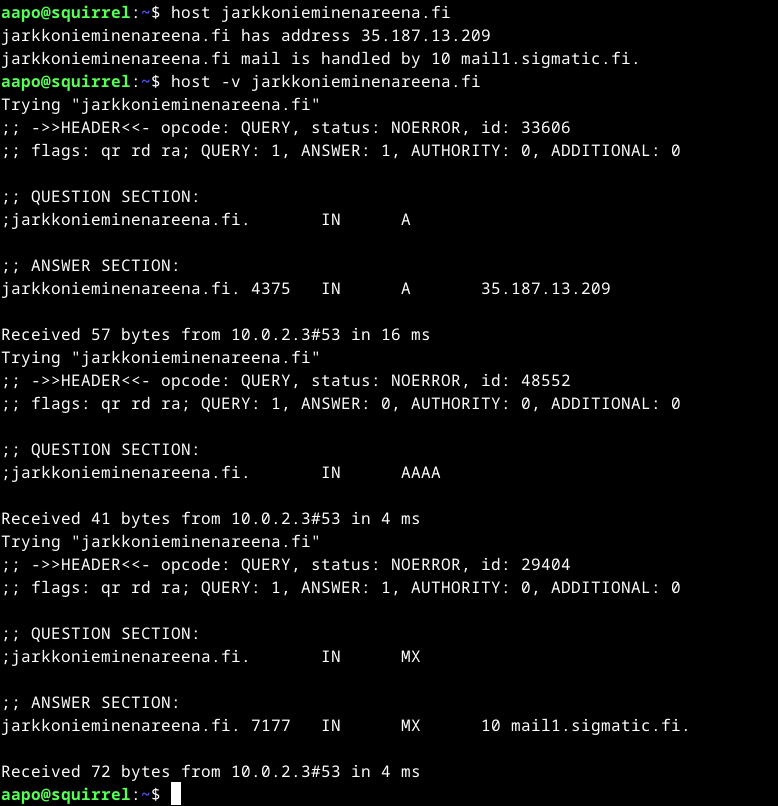 aapo@squirrel:~$ host jarkkonieminenareena.fi
jarkkonieminenareena.fi has address 35.187.13.209
jarkkonieminenareena.fi mail is handled by 10 mail1.sigmatic.fi.
aapo@squirrel:~$ host -v jarkkonieminenareena.fi
Trying "jarkkonieminenareena.fi"
;; ->>HEADER<<- opcode: QUERY, status: NOERROR, id: 33606
;; flags: qr rd ra; QUERY: 1, ANSWER: 1, AUTHORITY: 0, ADDITIONAL: 0

;; QUESTION SECTION:
;jarkkonieminenareena.fi.       IN      A

;; ANSWER SECTION:
jarkkonieminenareena.fi. 4375   IN      A       35.187.13.209

Received 57 bytes from 10.0.2.3#53 in 16 ms
Trying "jarkkonieminenareena.fi"
;; ->>HEADER<<- opcode: QUERY, status: NOERROR, id: 48552
;; flags: qr rd ra; QUERY: 1, ANSWER: 0, AUTHORITY: 0, ADDITIONAL: 0

;; QUESTION SECTION:
;jarkkonieminenareena.fi.       IN      AAAA

Received 41 bytes from 10.0.2.3#53 in 4 ms
Trying "jarkkonieminenareena.fi"
;; ->>HEADER<<- opcode: QUERY, status: NOERROR, id: 29404
;; flags: qr rd ra; QUERY: 1, ANSWER: 1, AUTHORITY: 0, ADDITIONAL: 0

;; QUESTION SECTION:
;jarkkonieminenareena.fi.       IN      MX

;; ANSWER SECTION:
jarkkonieminenareena.fi. 7177   IN      MX      10 mail1.sigmatic.fi.

Received 72 bytes from 10.0.2.3#53 in 4 ms
aapo@squirrel:~$